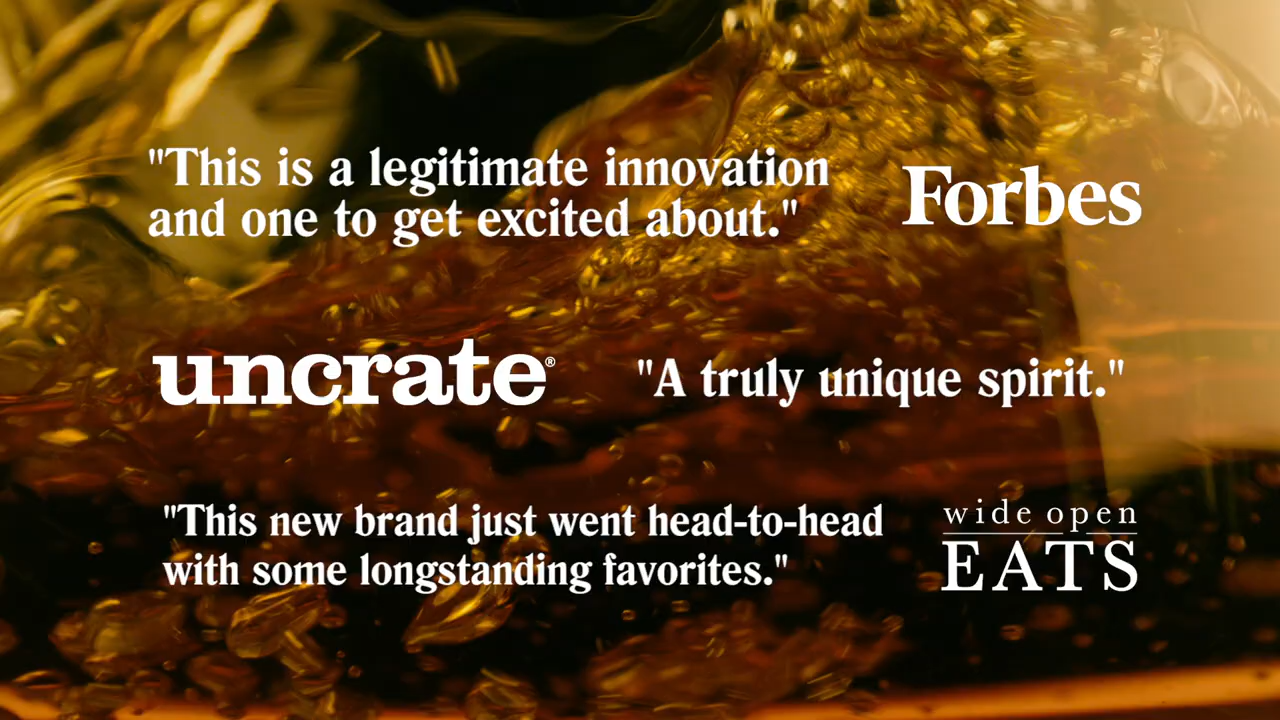 "This is a legitimate innovation
and one to get excited about."
Forbes
uncrate®
"A truly unique spirit."
"This new brand just went head-to-head
with some longstanding favorites."
wide open
EATS